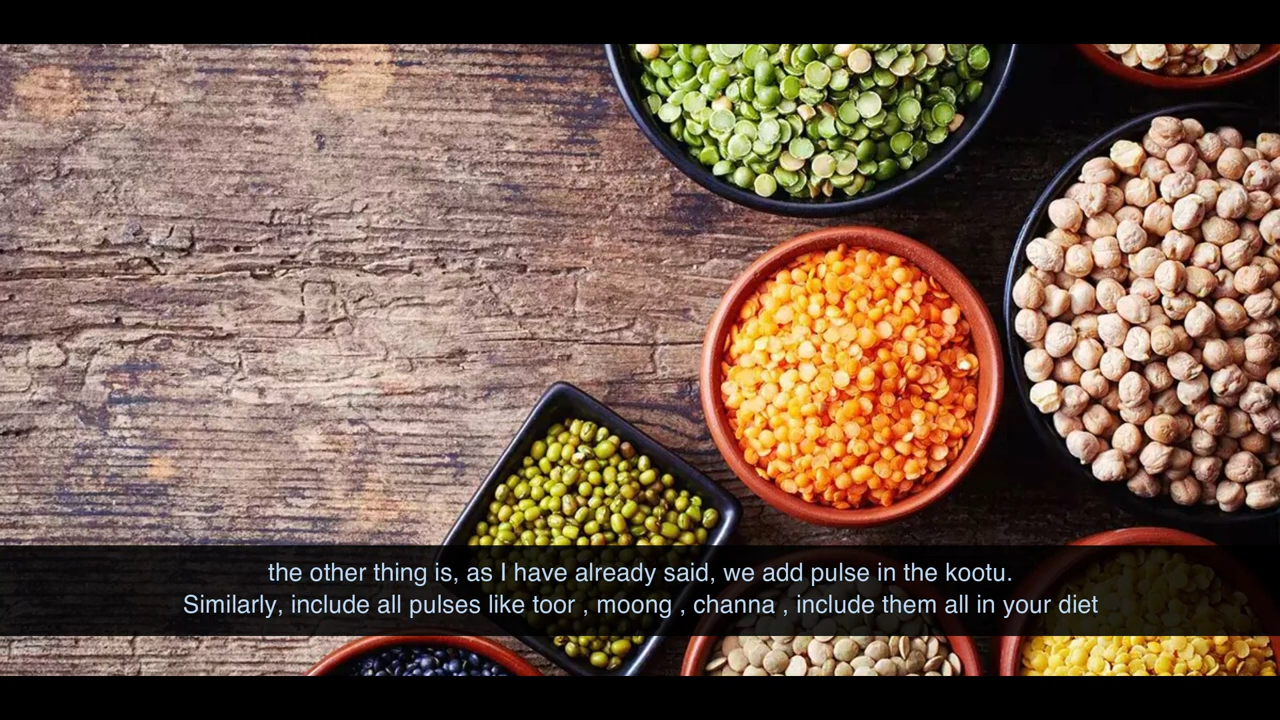 the other thing is, as I have already said, we add pulse in the kootu.
Similarly, include all pulses like toor , moong , channa , include them all in your diet